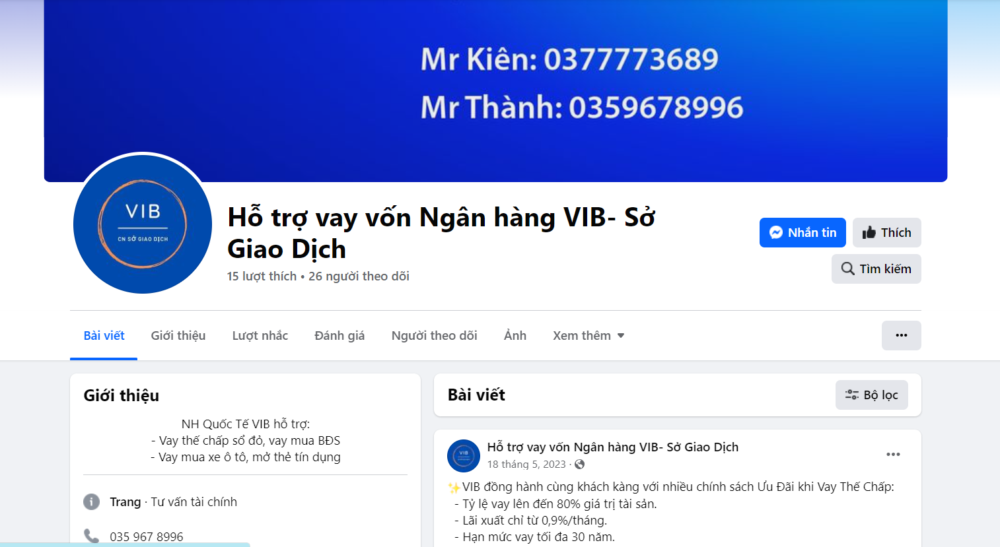 Mr Kiên: 0377773689
Mr Thành: 0359678996
VIB
CN SỞ GIAO DỊCH
Hỗ trợ vay vốn Ngân hàng VIB- Sở
Giao Dịch
15 lượt thích • 26 người theo dõi
Nhắn tin
Thích
Tìm kiếm
Bài viết
Giới thiệu
Lượt nhắc
Đánh giá
Người theo dõi
Ảnh
Xem thêm
Giới thiệu
NH Quốc Tế VIB hỗ trợ:
- Vay thế chấp sổ đỏ, vay mua BĐS
- Vay mua xe ô tô, mở thẻ tín dụng
Trang · Tư vấn tài chính
035 967 8996
Bài viết
Bộ lọc
VIB
Hỗ trợ vay vốn Ngân hàng VIB- Sở Giao Dịch
18 tháng 5, 2023 ·
✨VIB đồng hành cùng khách kàng với nhiều chính sách Ưu Đãi khi Vay Thế Chấp:
- Tỷ lệ vay lên đến 80% giá trị tài sản.
- Lãi xuất chỉ từ 0,9%/tháng.
- Hạn mức vay tối đa 30 năm.